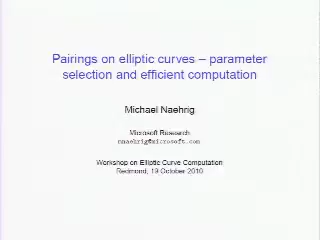 Pairings on elliptic curves – parameter
selection and efficient computation
Michael Naehrig
Microsoft Research
mnaehrig@microsoft.com
Workshop on Elliptic Curve Computation
Redmond, 19 October 2010